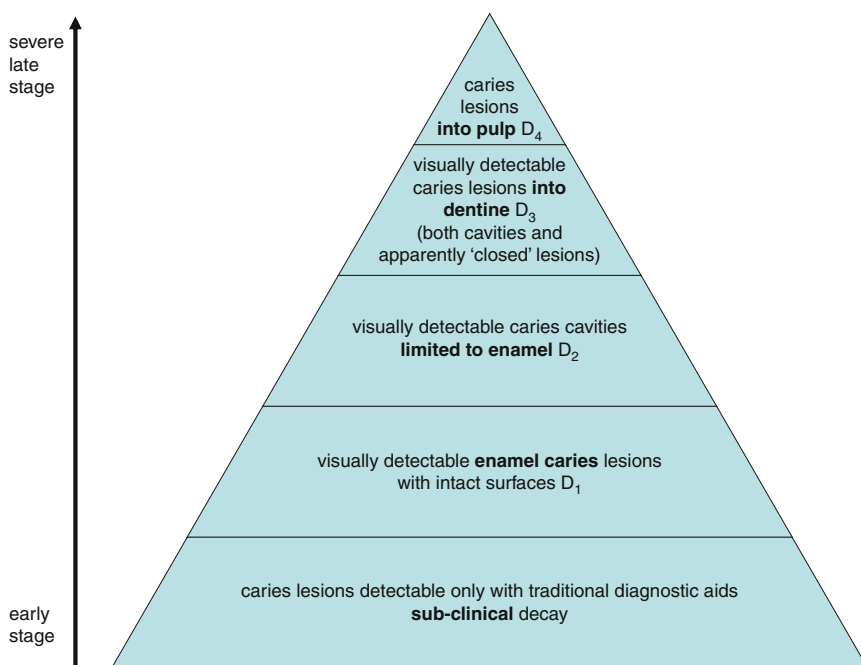 severe
late
stage
caries
lesions
into pulp D4
visually detectable
caries lesions into
dentine D3
(both cavities and
apparently ‘closed’ lesions)
visually detectable caries cavities
limited to enamel D2
visually detectable enamel caries lesions
with intact surfaces D1
caries lesions detectable only with traditional diagnostic aids
sub-clinical decay
early
stage